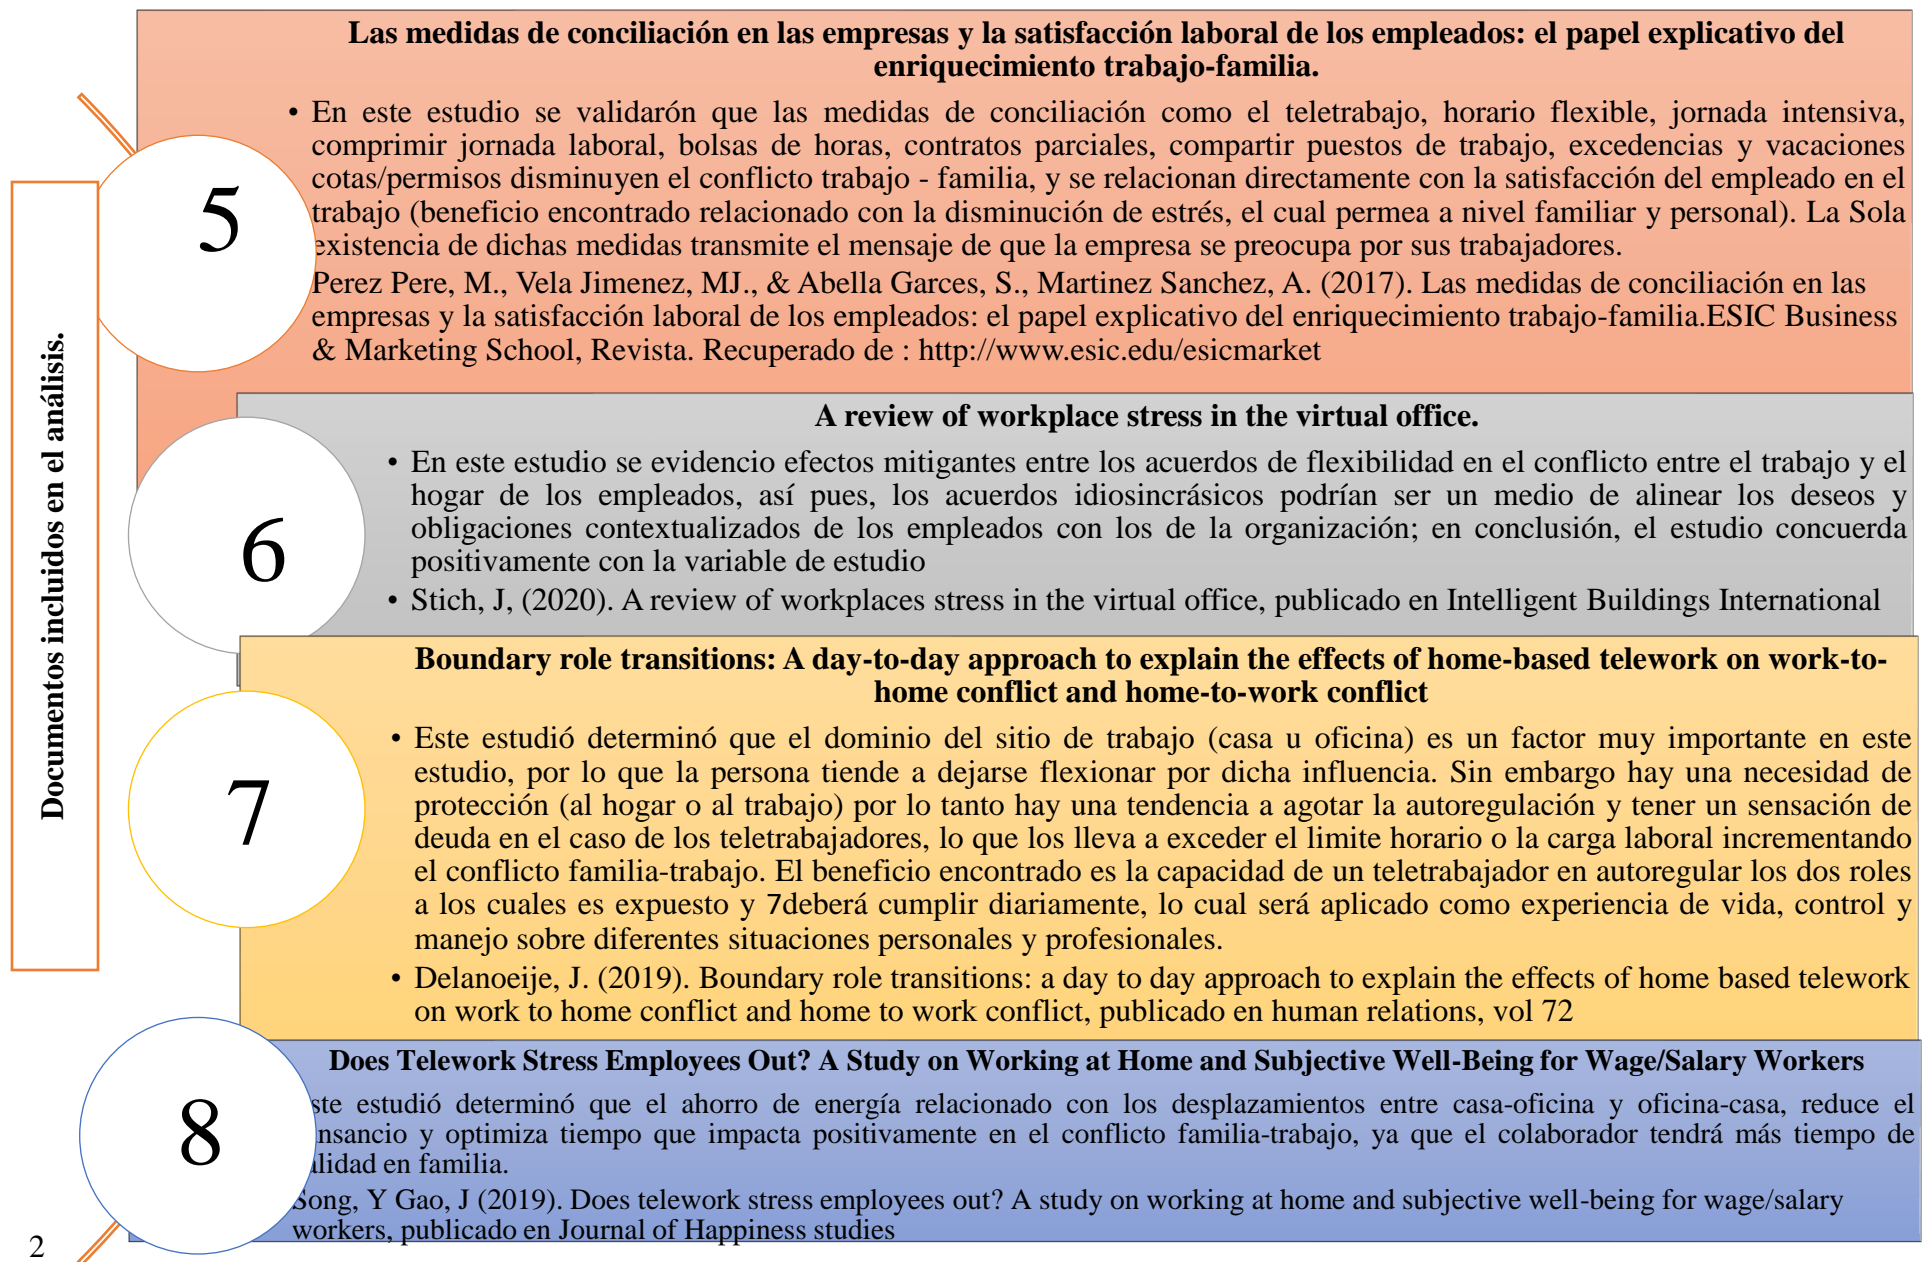 Documentos incluidos en el análisis.
5
Las medidas de conciliación en las empresas y la satisfacción laboral de los empleados: el papel explicativo del
enriquecimiento trabajo-familia.
• En este estudio se validarón que las medidas de conciliación como el teletrabajo, horario flexible, jornada intensiva,
comprimir jornada laboral, bolsas de horas, contratos parciales, compartir puestos de trabajo, excedencias y vacaciones
cotas/permisos disminuyen el conflicto trabajo - familia, y se relacionan directamente con la satisfacción del empleado en el
trabajo (beneficio encontrado relacionado con la disminución de estrés, el cual permea a nivel familiar y personal). La Sola
existencia de dichas medidas transmite el mensaje de que la empresa se preocupa por sus trabajadores.
Perez Pere, M., Vela Jimenez, MJ., & Abella Garces, S., Martinez Sanchez, A. (2017). Las medidas de conciliación en las
empresas y la satisfacción laboral de los empleados: el papel explicativo del enriquecimiento trabajo-familia.ESIC Business
& Marketing School, Revista. Recuperado de : http://www.esic.edu/esicmarket
6
A review of workplace stress in the virtual office.
• En este estudio se evidencio efectos mitigantes entre los acuerdos de flexibilidad en el conflicto entre el trabajo y el
hogar de los empleados, así pues, los acuerdos idiosincrásicos podrían ser un medio de alinear los deseos y
obligaciones contextualizados de los empleados con los de la organización; en conclusión, el estudio concuerda
positivamente con la variable de estudio
• Stich, J, (2020). A review of workplaces stress in the virtual office, publicado en Intelligent Buildings International
7
Boundary role transitions: A day-to-day approach to explain the effects of home-based telework on work-to-
home conflict and home-to-work conflict
• Este estudió determinó que el dominio del sitio de trabajo (casa u oficina) es un factor muy importante en este
estudio, por lo que la persona tiende a dejarse flexionar por dicha influencia. Sin embargo hay una necesidad de
protección (al hogar o al trabajo) por lo tanto hay una tendencia a agotar la autoregulación y tener un sensación de
deuda en el caso de los teletrabajadores, lo que los lleva a exceder el limite horario o la carga laboral incrementando
el conflicto familia-trabajo. El beneficio encontrado es la capacidad de un teletrabajador en autoregular los dos roles
a los cuales es expuesto y 7deberá cumplir diariamente, lo cual será aplicado como experiencia de vida, control y
manejo sobre diferentes situaciones personales y profesionales.
• Delanoeije, J. (2019). Boundary role transitions: a day to day approach to explain the effects of home based telework
on work to home conflict and home to work conflict, publicado en human relations, vol 72
8
Does Telework Stress Employees Out? A Study on Working at Home and Subjective Well-Being for Wage/Salary Workers
ste estudió determinó que el ahorro de energía relacionado con los desplazamientos entre casa-oficina y oficina-casa, reduce el
nsancio y optimiza tiempo que impacta positivamente en el conflicto familia-trabajo, ya que el colaborador tendrá más tiempo de
alidad en familia.
Song, Y Gao, J (2019). Does telework stress employees out? A study on working at home and subjective well-being for wage/salary
workers, publicado en Journal of Happiness studies
2